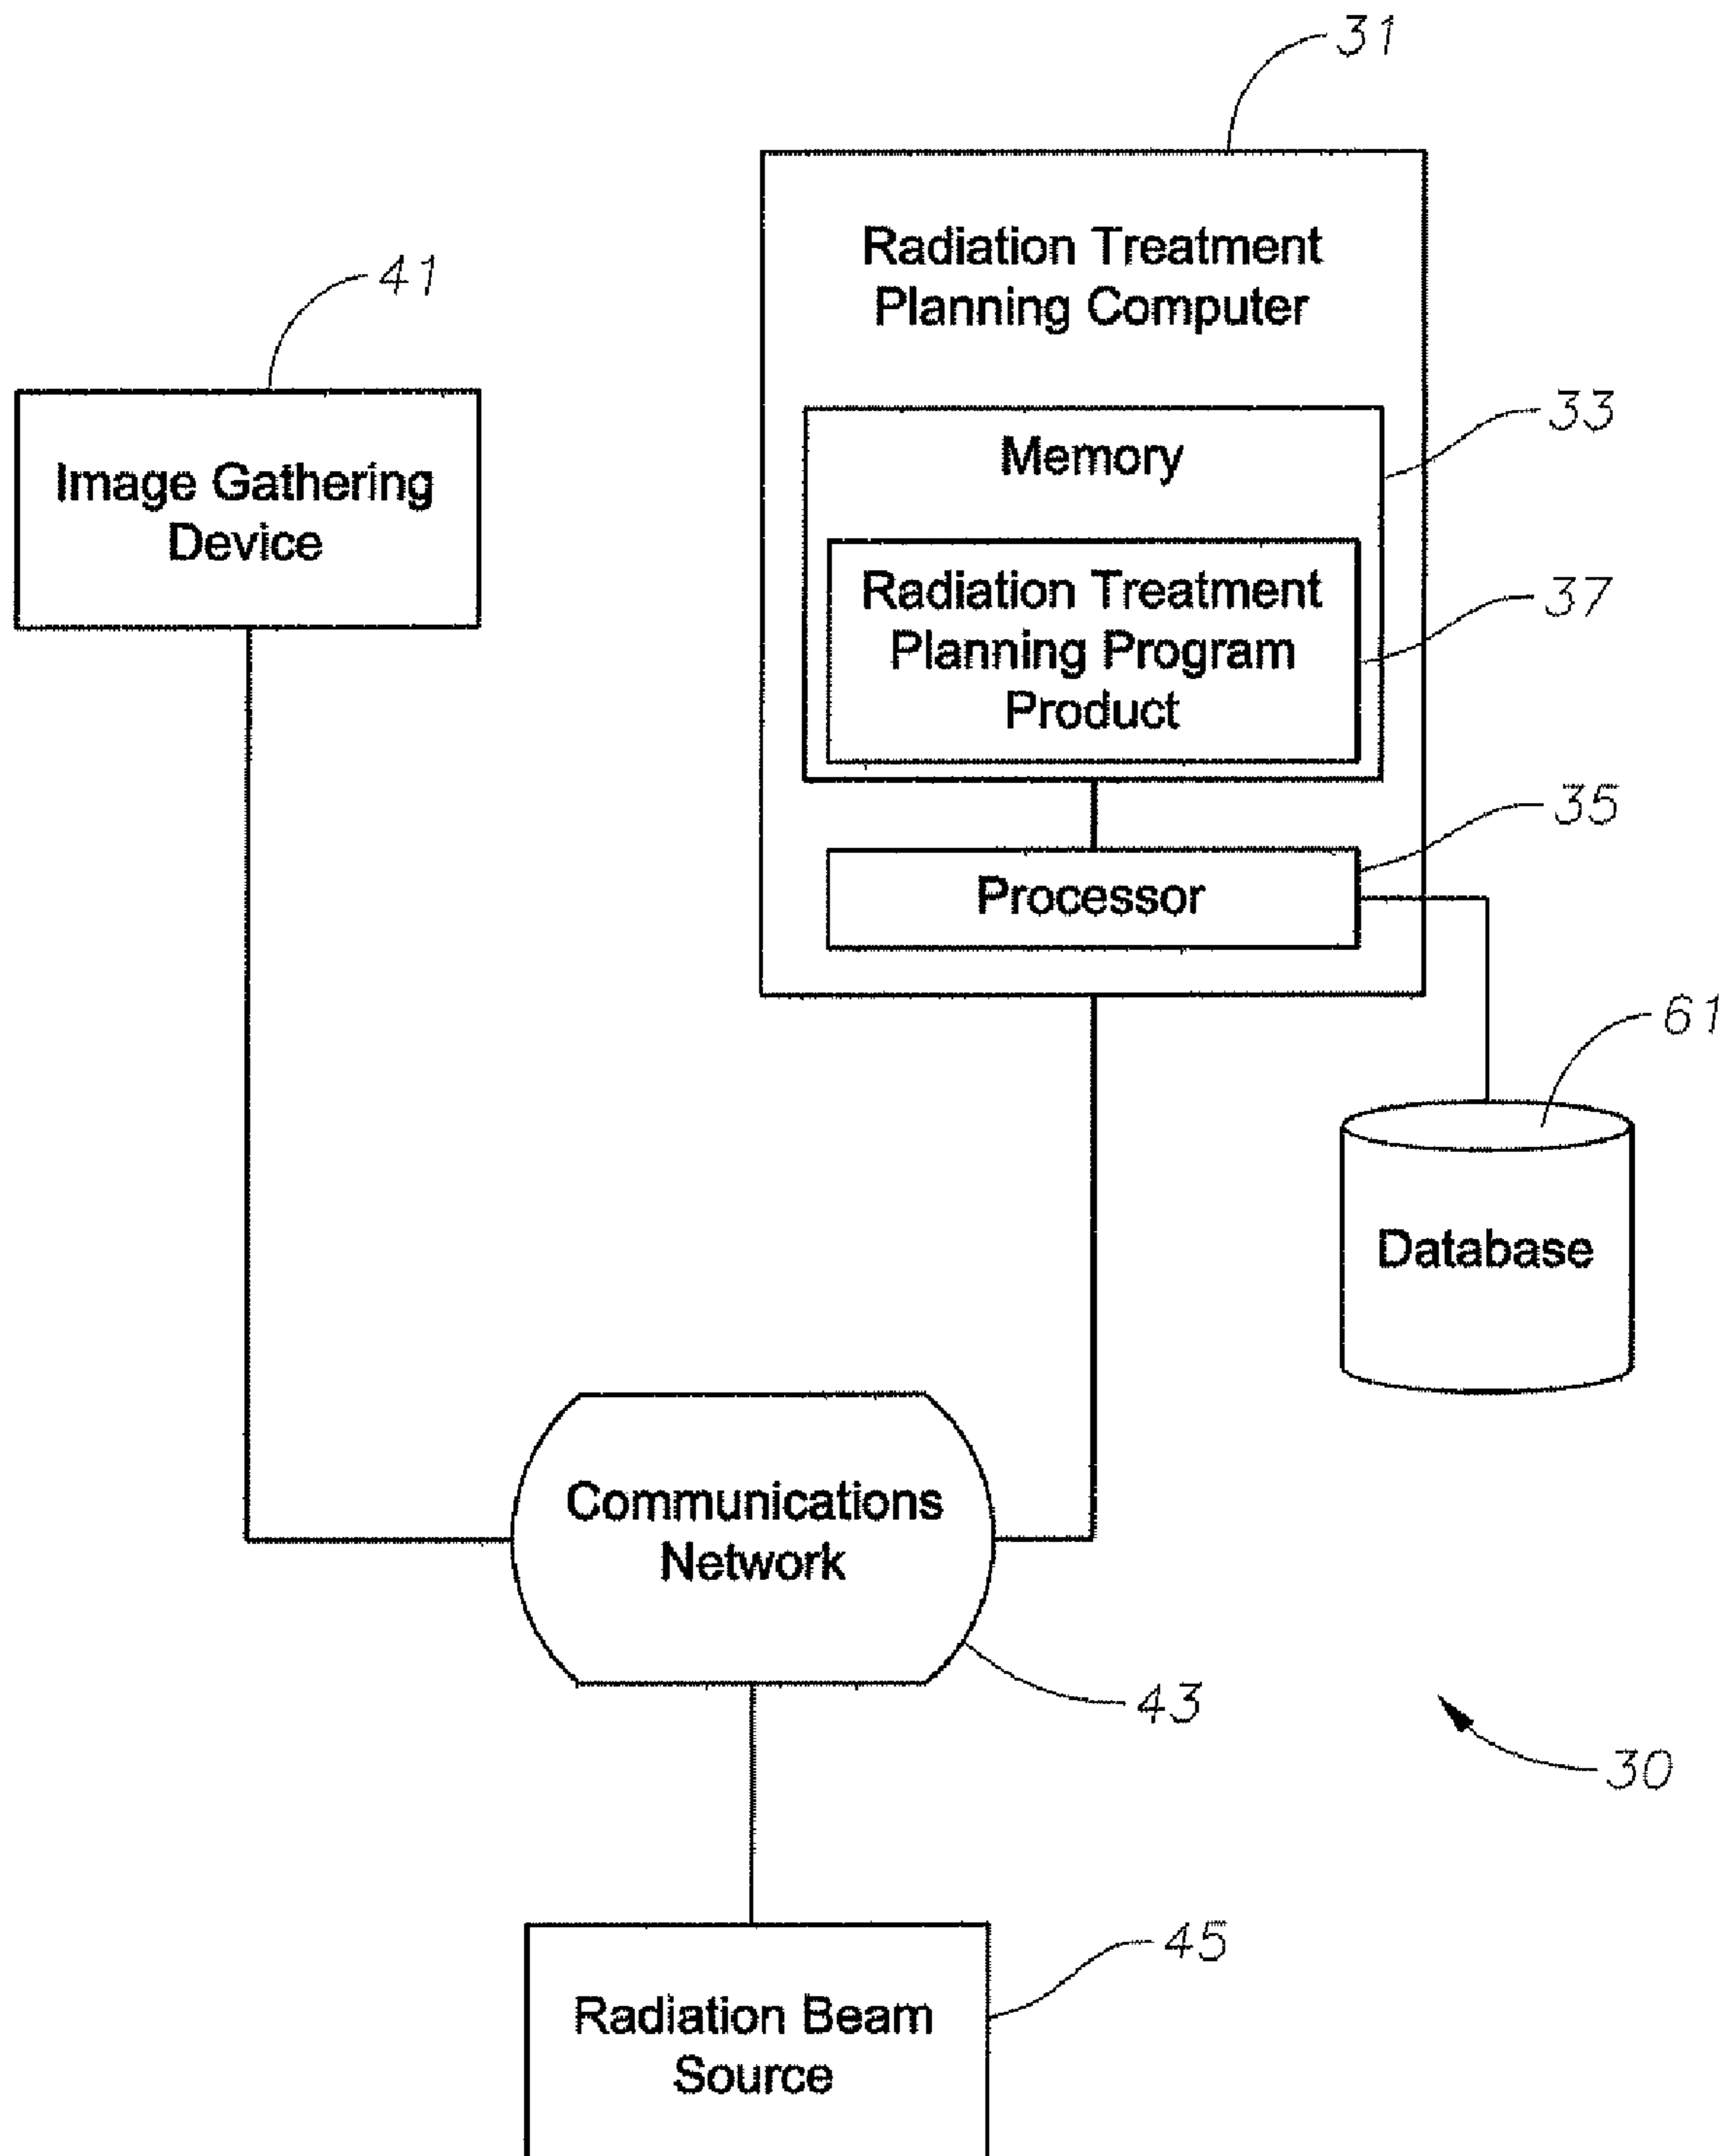 31
Radiation Treatment
Planning Computer
41
Image Gathering
Device
33
Memory
37
Radiation Treatment
Planning Program
Product
35
Processor
61
Database
Communications
Network
43
30
45
Radiation Beam
Source